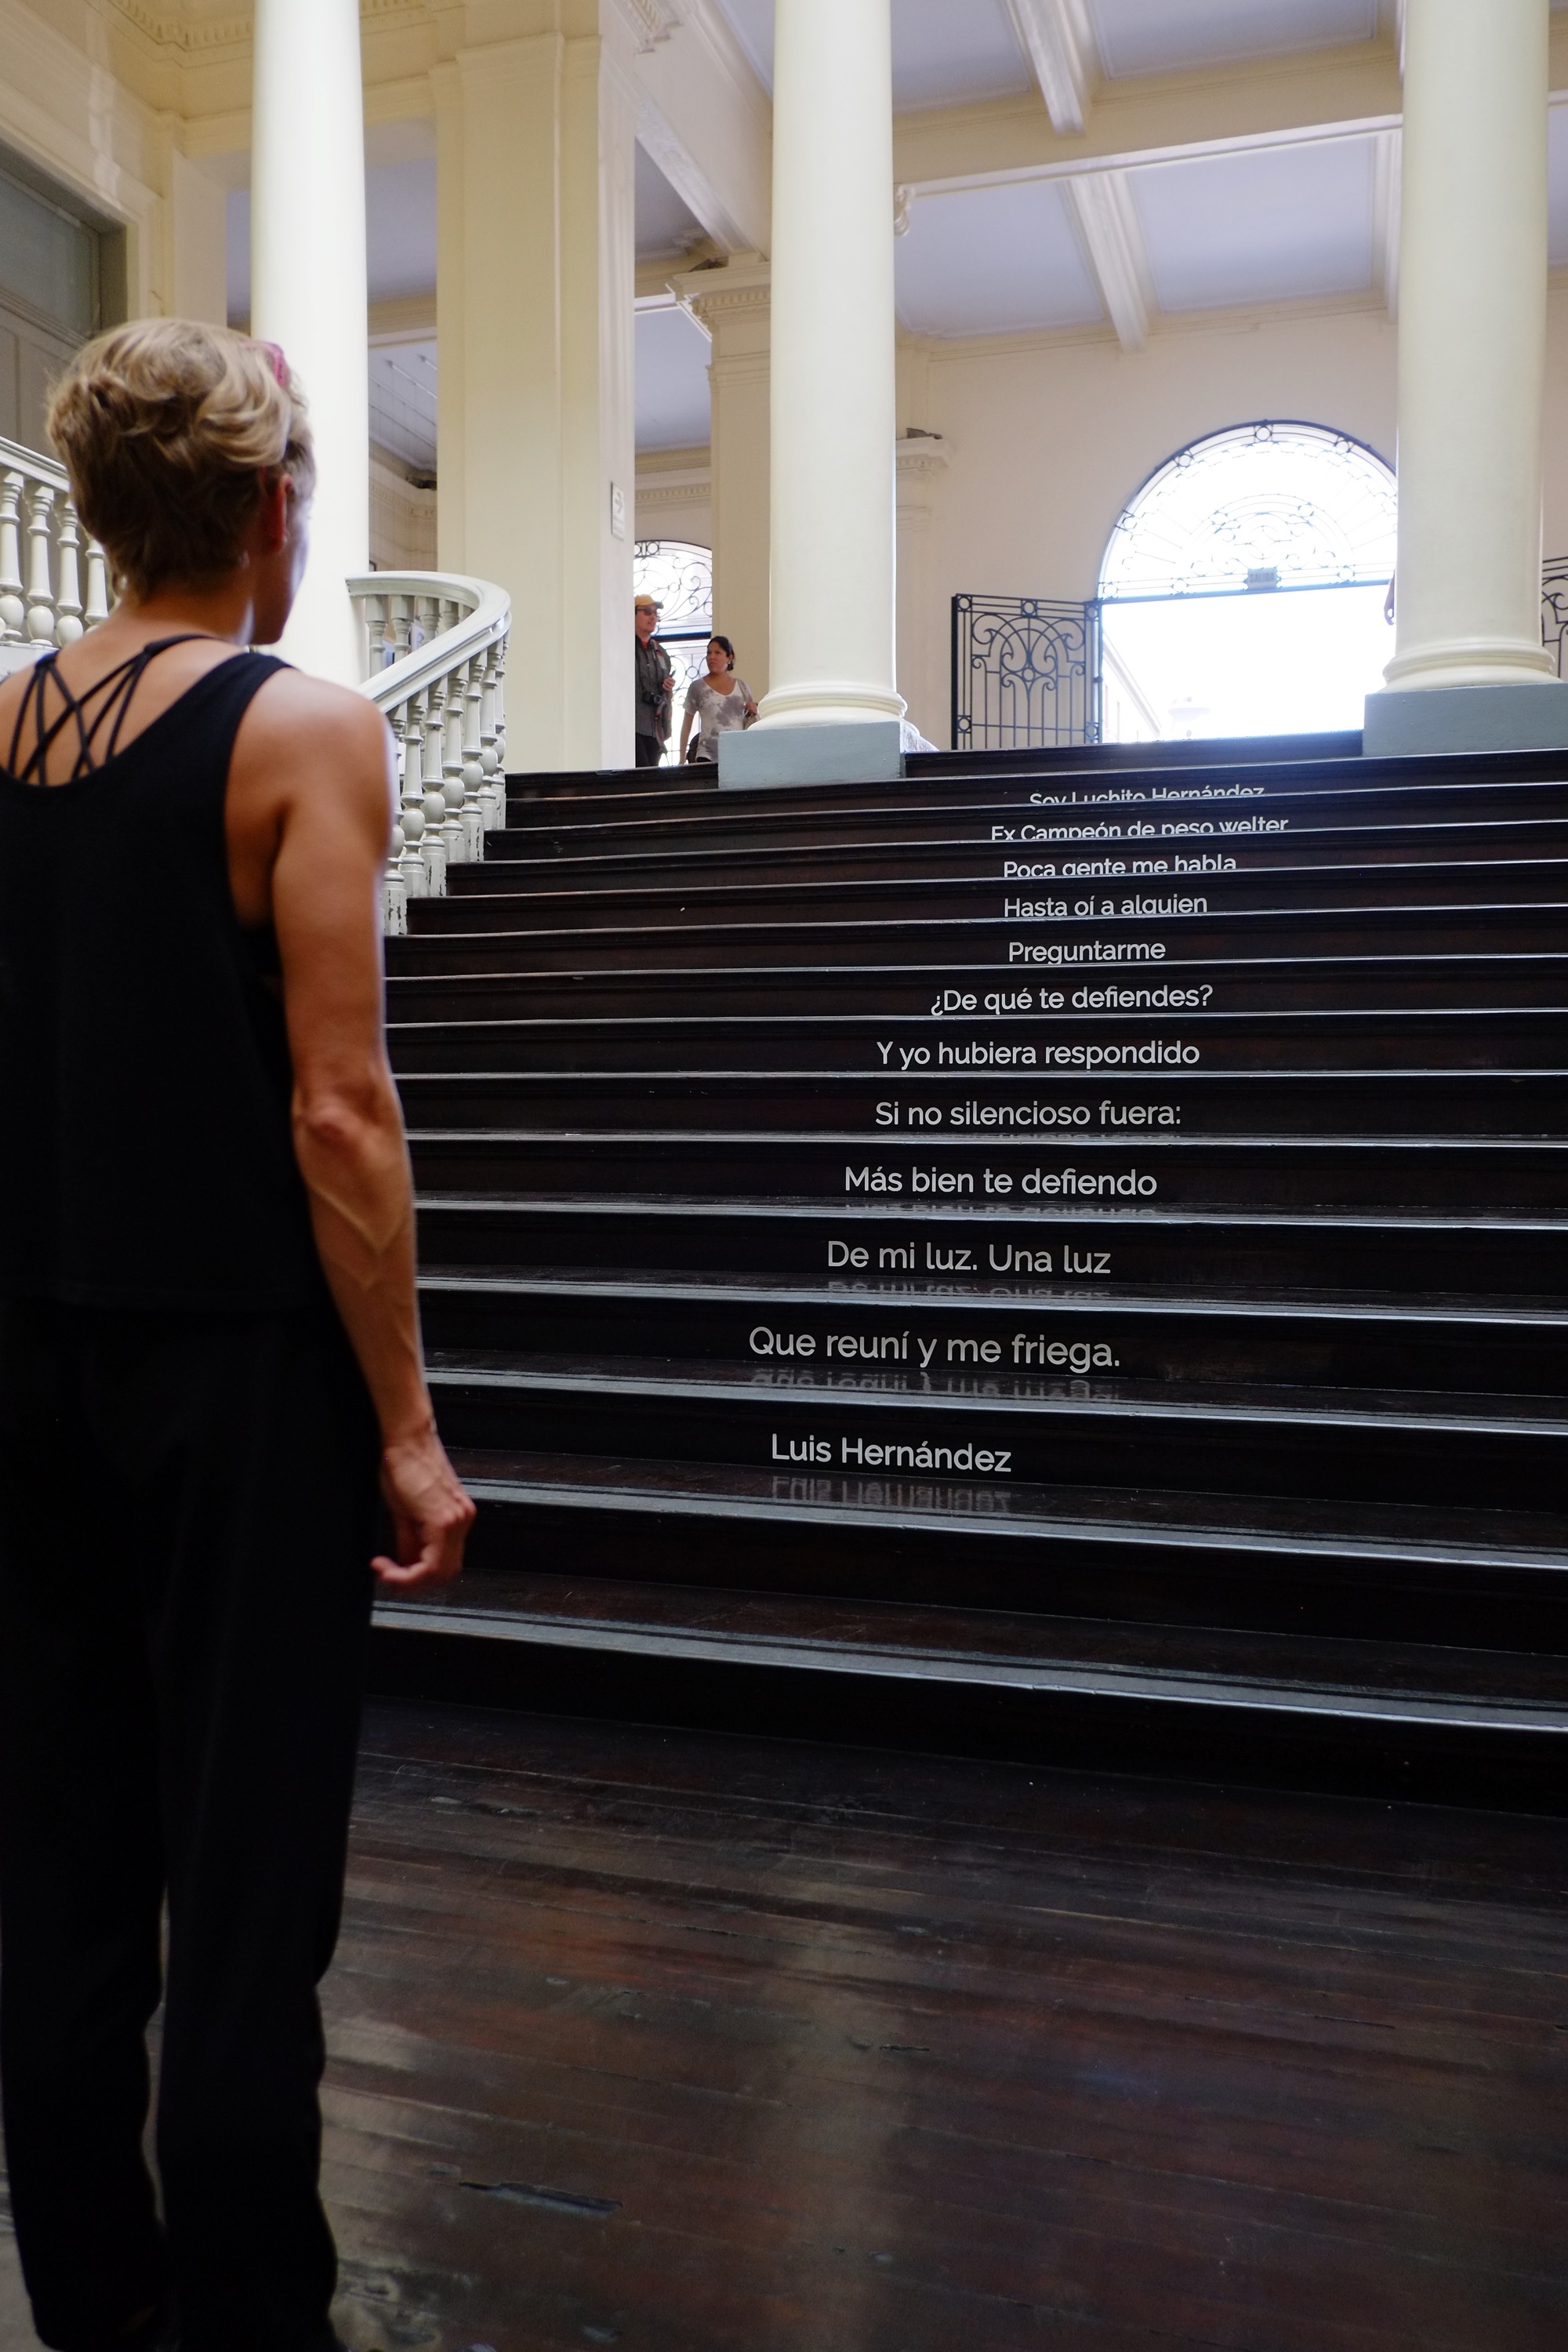 SALIDA
Soy Luchito Hernández
Ex Campeón de peso welter
Poca gente me habla
Hasta oí a alguien
Preguntarme
¿De qué te defiendes?
Y yo hubiera respondido
Si no silencioso fuera:
Más bien te defiendo
De mi luz. Una luz
Que reuní y me friega.
Luis Hernández